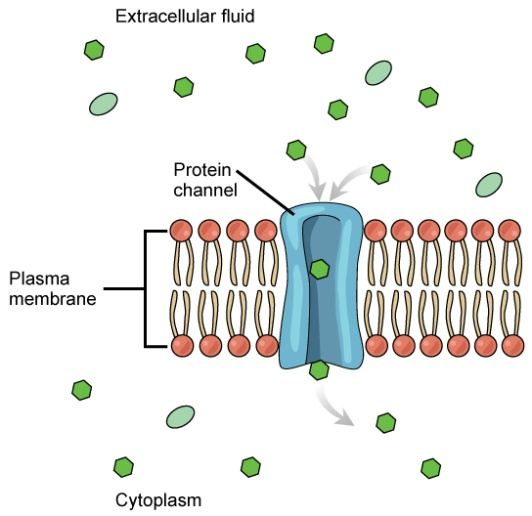 Extracellular fluid
Protein
channel
Plasma
membrane
Cytoplasm